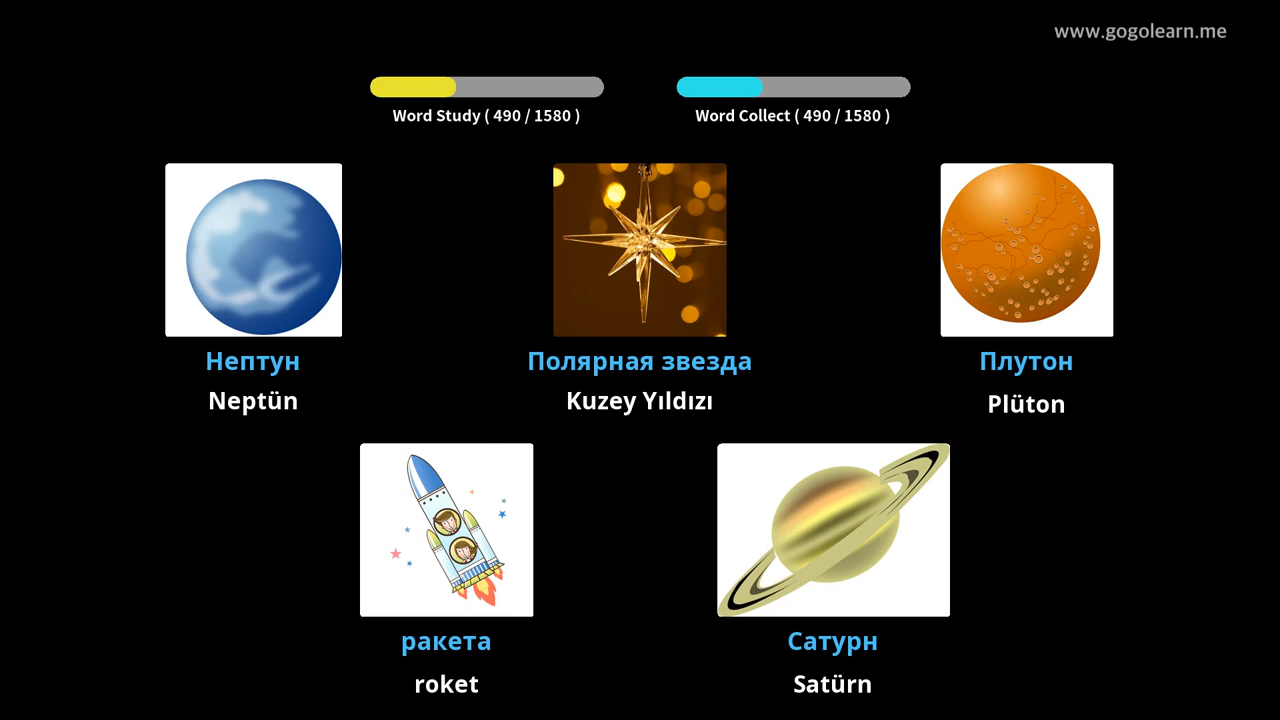 www.gogolearn.me
Word Study ( 490 / 1580 )
Word Collect ( 490 / 1580 )
Нептун
Neptün
Полярная звезда
Kuzey Yıldızı
Плутон
Plüton
ракета
roket
Сатурн
Satürn